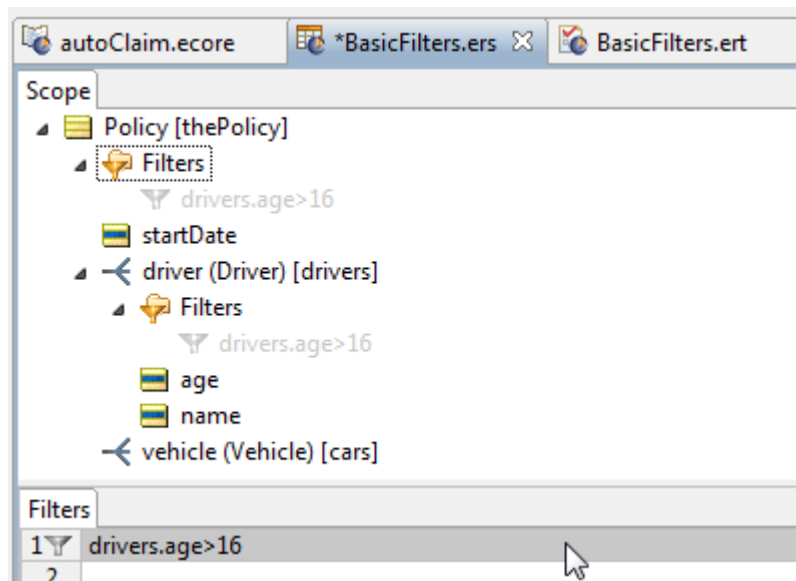 autoClaim.ecore *BasicFilters.ers BasicFilters.ert
Scope
Policy [thePolicy]
Filters
drivers.age>16
startDate
driver (Driver) [drivers]
Filters
drivers.age>16
age
name
vehicle (Vehicle) [cars]
Filters
1 drivers.age>16
2